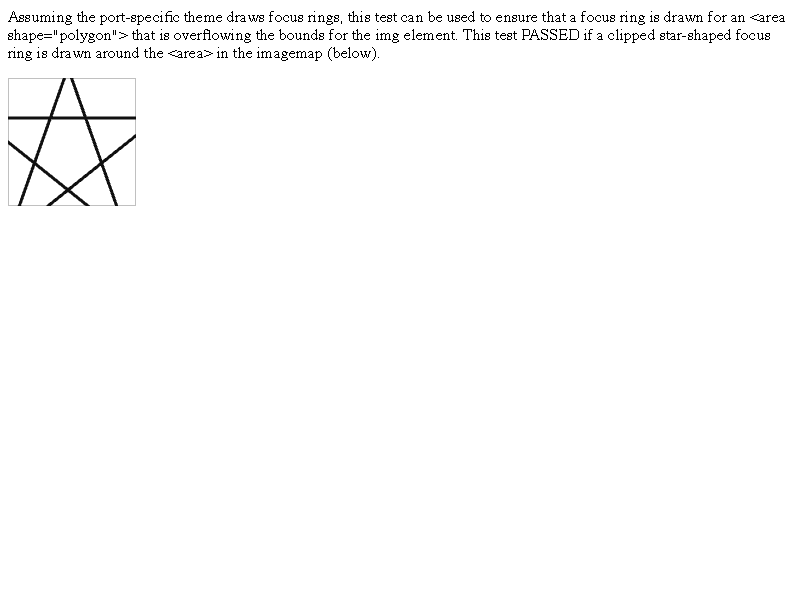 Assuming the port-specific theme draws focus rings, this test can be used to ensure that a focus ring is drawn for an <area
shape="polygon"> that is overflowing the bounds for the img element. This test PASSED if a clipped star-shaped focus
ring is drawn around the <area> in the imagemap (below).